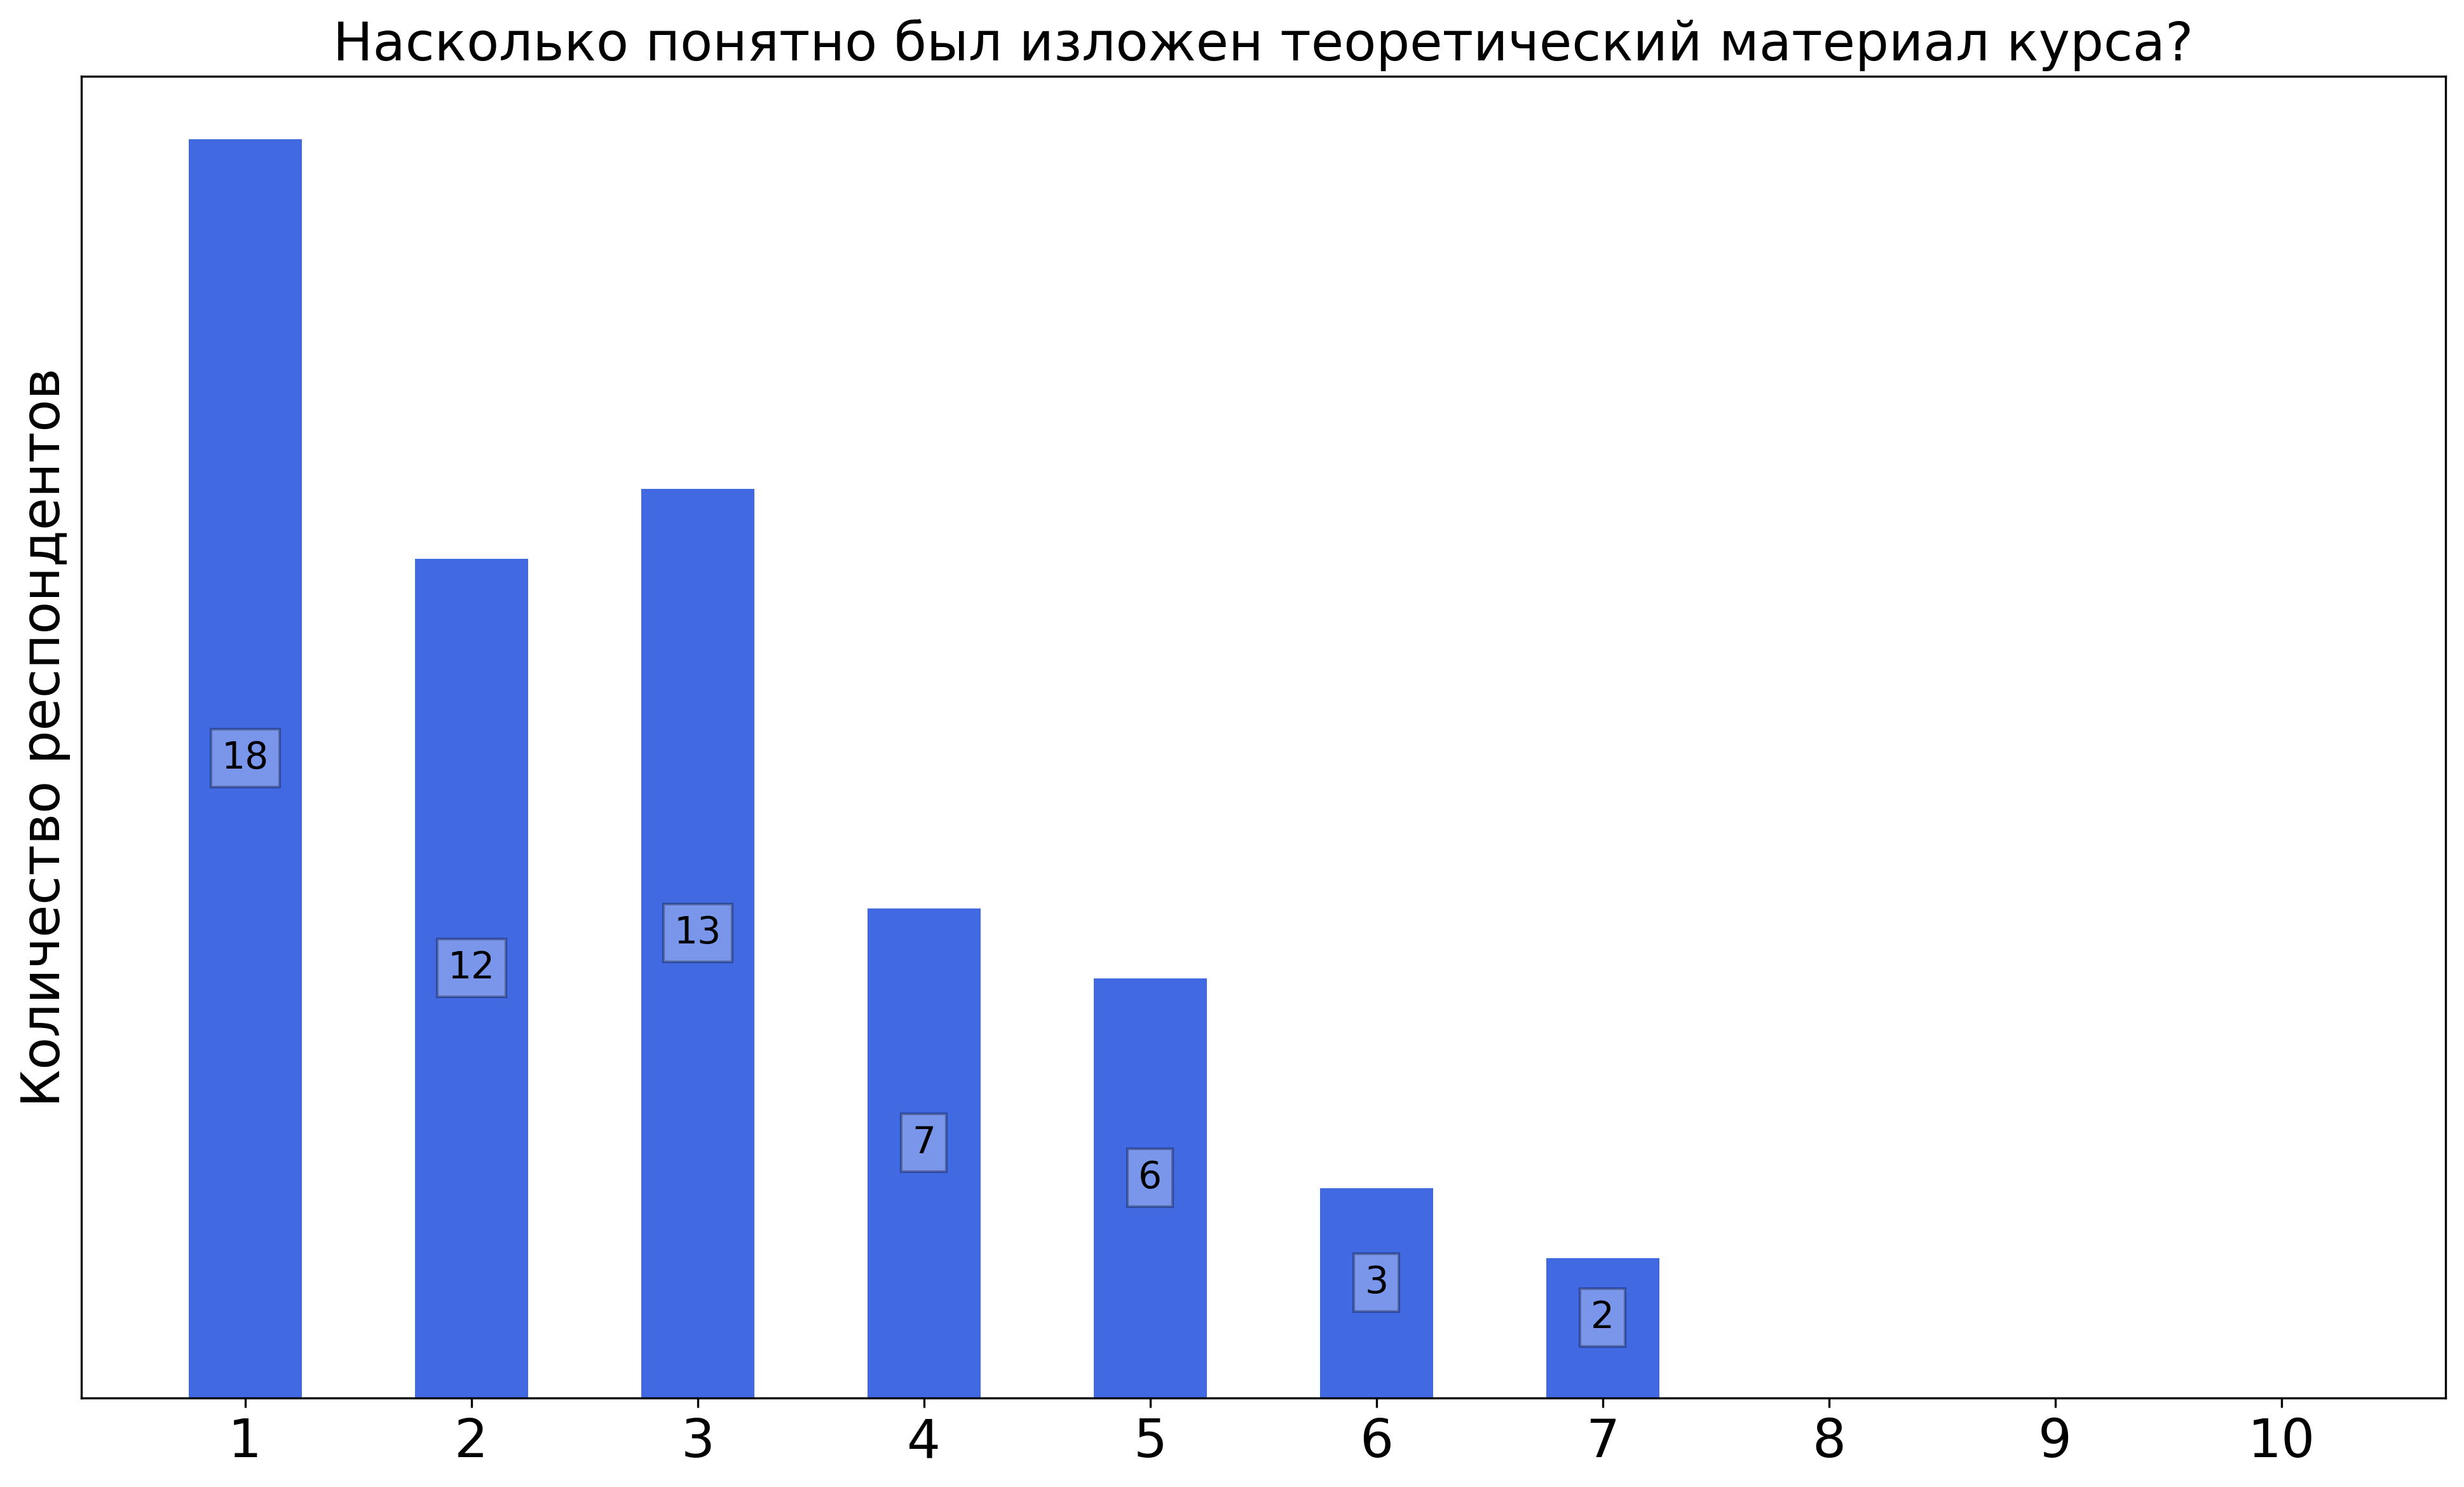 Насколько понятно был изложен теоретический материал курса?
Количество респондентов
18
12
13
7
6
3
2
1 2 3 4 5 6 7 8 9 10